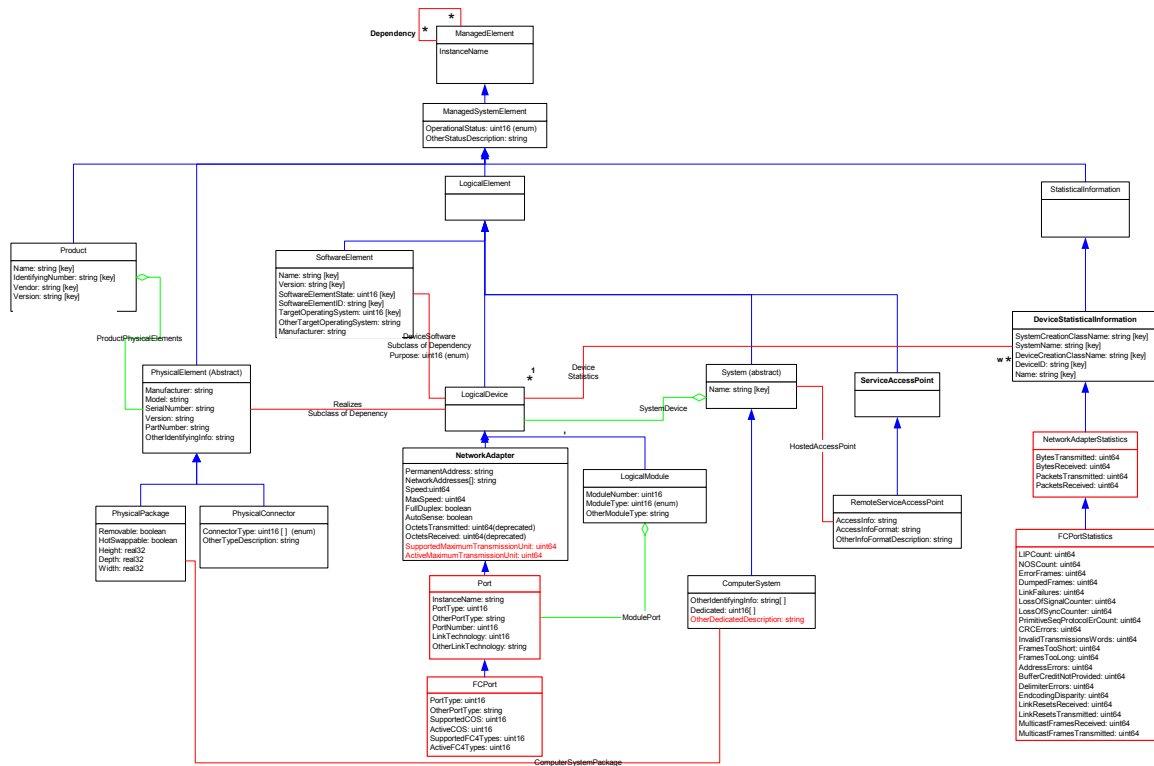 Dependency
*
*
ManagedElement
InstanceName
ManagedSystemElement
OperationalStatus: uint16 (enum)
OtherStatusDescription: string
LogicalElement
StatisticalInformation
Product
Name: string [key]
IdentifyingNumber: string [key]
Vendor: string [key]
Version: string [key]
ProductPhysicalElements
SoftwareElement
Name: string [key]
Version: string [key]
SoftwareElementState: uint16 [key]
SoftwareElementID: string [key]
TargetOperatingSystem: uint16 [key]
OtherTargetOperatingSystem: string
Manufacturer: string
DeviceSoftware
Subclass of Dependency
Purpose: uint16 (enum)
DeviceStatisticalInformation
SystemCreationClassName: string [key]
SystemName: string [key]
DeviceCreationClassName: string [key]
DeviceID: string [key]
Name: string [key]
w *
PhysicalElement (Abstract)
Manufacturer: string
Model: string
SerialNumber: string
Version: string
PartNumber: string
OtherIdentifyingInfo: string
Realizes
Subclass of Depenency
1
*
LogicalDevice
Device
Statistics
SystemDevice
System (abstract)
Name: string [key]
ServiceAccessPoint
HostedAccessPoint
NetworkAdapter
PermanentAddress: string
NetworkAddresses[]: string
Speed:uint64
MaxSpeed: uint64
FullDuplex: boolean
AutoSense: boolean
OctetsTransmitted: uint64(deprecated)
OctetsReceived: uint64(deprecated)
SupportedMaximumTransmissionUnit: uint64
ActiveMaximumTransmissionUnit: uint64
LogicalModule
ModuleNumber: uint16
ModuleType: uint16 (enum)
OtherModuleType: string
NetworkAdapterStatistics
BytesTransmitted: uint64
BytesReceived: uint64
PacketsTransmitted: uint64
PacketsReceived: uint64
PhysicalPackage
Removable: boolean
HotSwappable: boolean
Height: real32
Depth: real32
Width: real32
PhysicalConnector
ConnectorType: uint16 [ ] (enum)
OtherTypeDescription: string
RemoteServiceAccessPoint
AccessInfo: string
AccessInfoFormat: string
OtherInfoFormatDescription: string
Port
InstanceName: string
PortType: uint16
OtherPortType: string
PortNumber: uint16
LinkTechnology: uint16
OtherLinkTechnology: string
ModulePort
ComputerSystem
OtherIdentifyingInfo: string[ ]
Dedicated: uint16[ ]
OtherDedicatedDescription: string
FCPortStatistics
LIPCount: uint64
NOSCount: uint64
ErrorFrames: uint64
DumpedFrames: uint64
LinkFailures: uint64
LossOfSignalCounter: uint64
LossOfSyncCounter: uint64
PrimitiveSeqProtocolErCount: uint64
CRCErrors: uint64
InvalidTransmissionsWords: uint64
FramesTooShort: uint64
FramesTooLong: uint64
AddressErrors: uint64
BufferCreditNotProvided: uint64
DelimiterErrors: uint64
EndcodingDisparity: uint64
LinkResetsReceived: uint64
LinkResetsTransmitted: uint64
MulticastFramesReceived: uint64
MulticastFramesTransmitted: uint64
FCPort
PortType: uint16
OtherPortType: string
SupportedCOS: uint16
ActiveCOS: uint16
SupportedFC4Types: uint16
ActiveFC4Types: uint16
ComputerSystemPackage